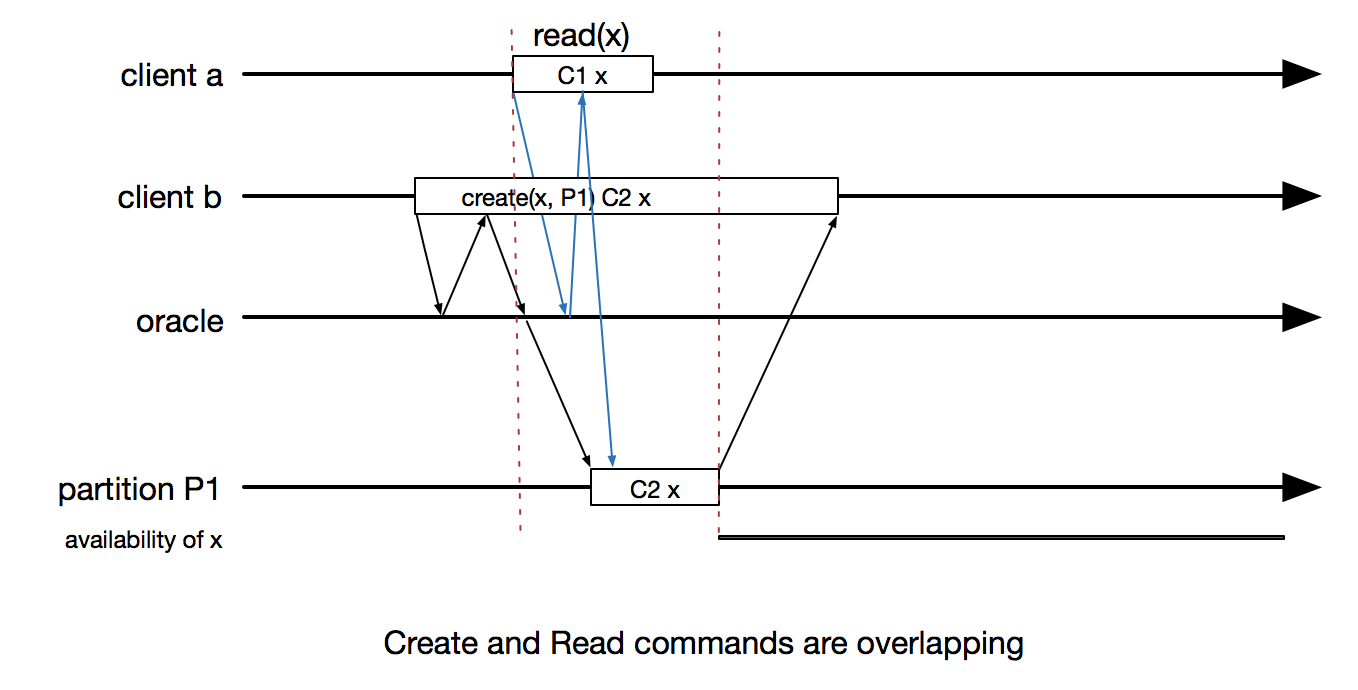 read(x)
client a
C1 x
client b
create(x, P1) C2 x
oracle
partition P1
C2 x
availability of x
Create and Read commands are overlapping